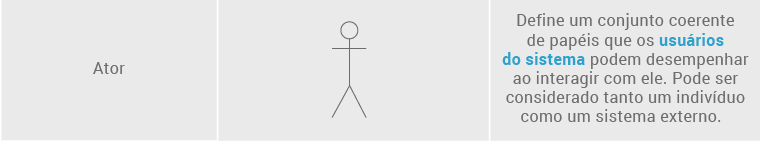 Ator
Define um conjunto coerente
de papéis que os usuários
do sistema podem desempenhar
ao interagir com ele. Pode ser
considerado tanto um indivíduo
como um sistema externo.